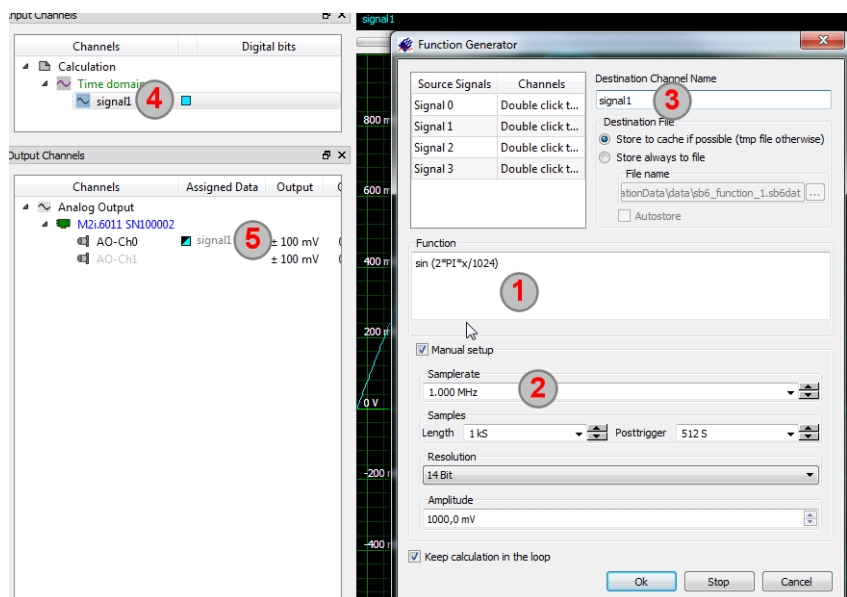 Input Channels
Channels Digital bits
Calculation
Time domain
signal1 4
Output Channels
Channels Assigned Data Output
Analog Output
M2i.6011 SN100002
AO-Ch0 signal1 5 ± 100 mV
AO-Ch1 ± 100 mV
signal1
800 m
600 m
400 m
200 m
0 V
-200 m
-400 m
Function Generator
Source Signals Channels
Signal 0 Double click t...
Signal 1 Double click t...
Signal 2 Double click t...
Signal 3 Double click t...
Destination Channel Name
signal1 3
Destination File
Store to cache if possible (tmp file otherwise)
Store always to file
File name
ationData\data\sb6_function_1.sb6dat ...
Autostore
Function
sin (2*PI*x/1024)
1
Manual setup
Samplerate
1.000 MHz 2
Samples
Length 1 kS Posttrigger 512 S
Resolution
14 Bit
Amplitude
1000,0 mV
Keep calculation in the loop
Ok Stop Cancel